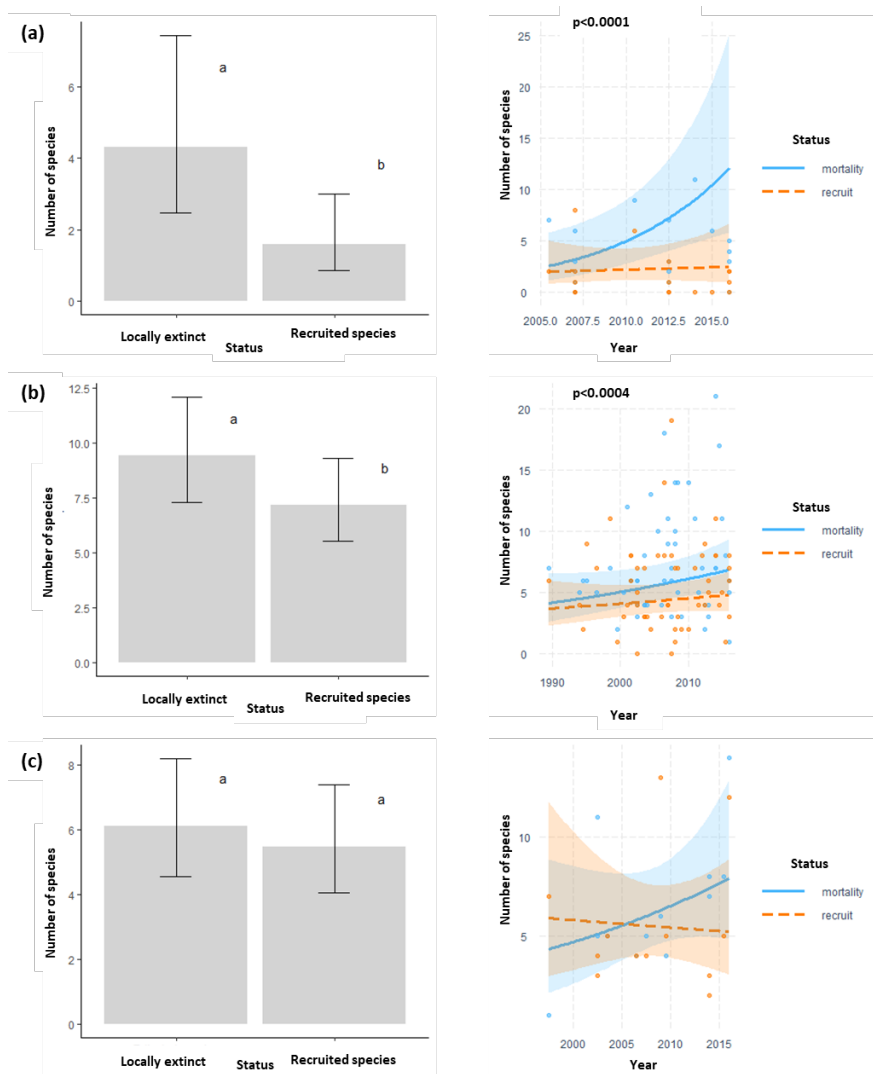 (a)
Number of species
6
4
2
0
a
b
Locally extinct
Recruited species
Status
p<0.0001
Number of species
25
20
15
10
5
0
2005.0 2007.5 2010.0 2012.5 2015.0
Year
Status
mortality
recruit
(b)
Number of species
12.5
10.0
7.5
5.0
2.5
0.0
a
b
Locally extinct
Recruited species
Status
p<0.0004
Number of species
20
15
10
5
0
1990 2000 2010
Year
Status
mortality
recruit
(c)
Number of species
8
6
4
2
0
a
a
Locally extinct
Recruited species
Status
Number of species
10
5
2000 2005 2010 2015
Year
Status
mortality
recruit